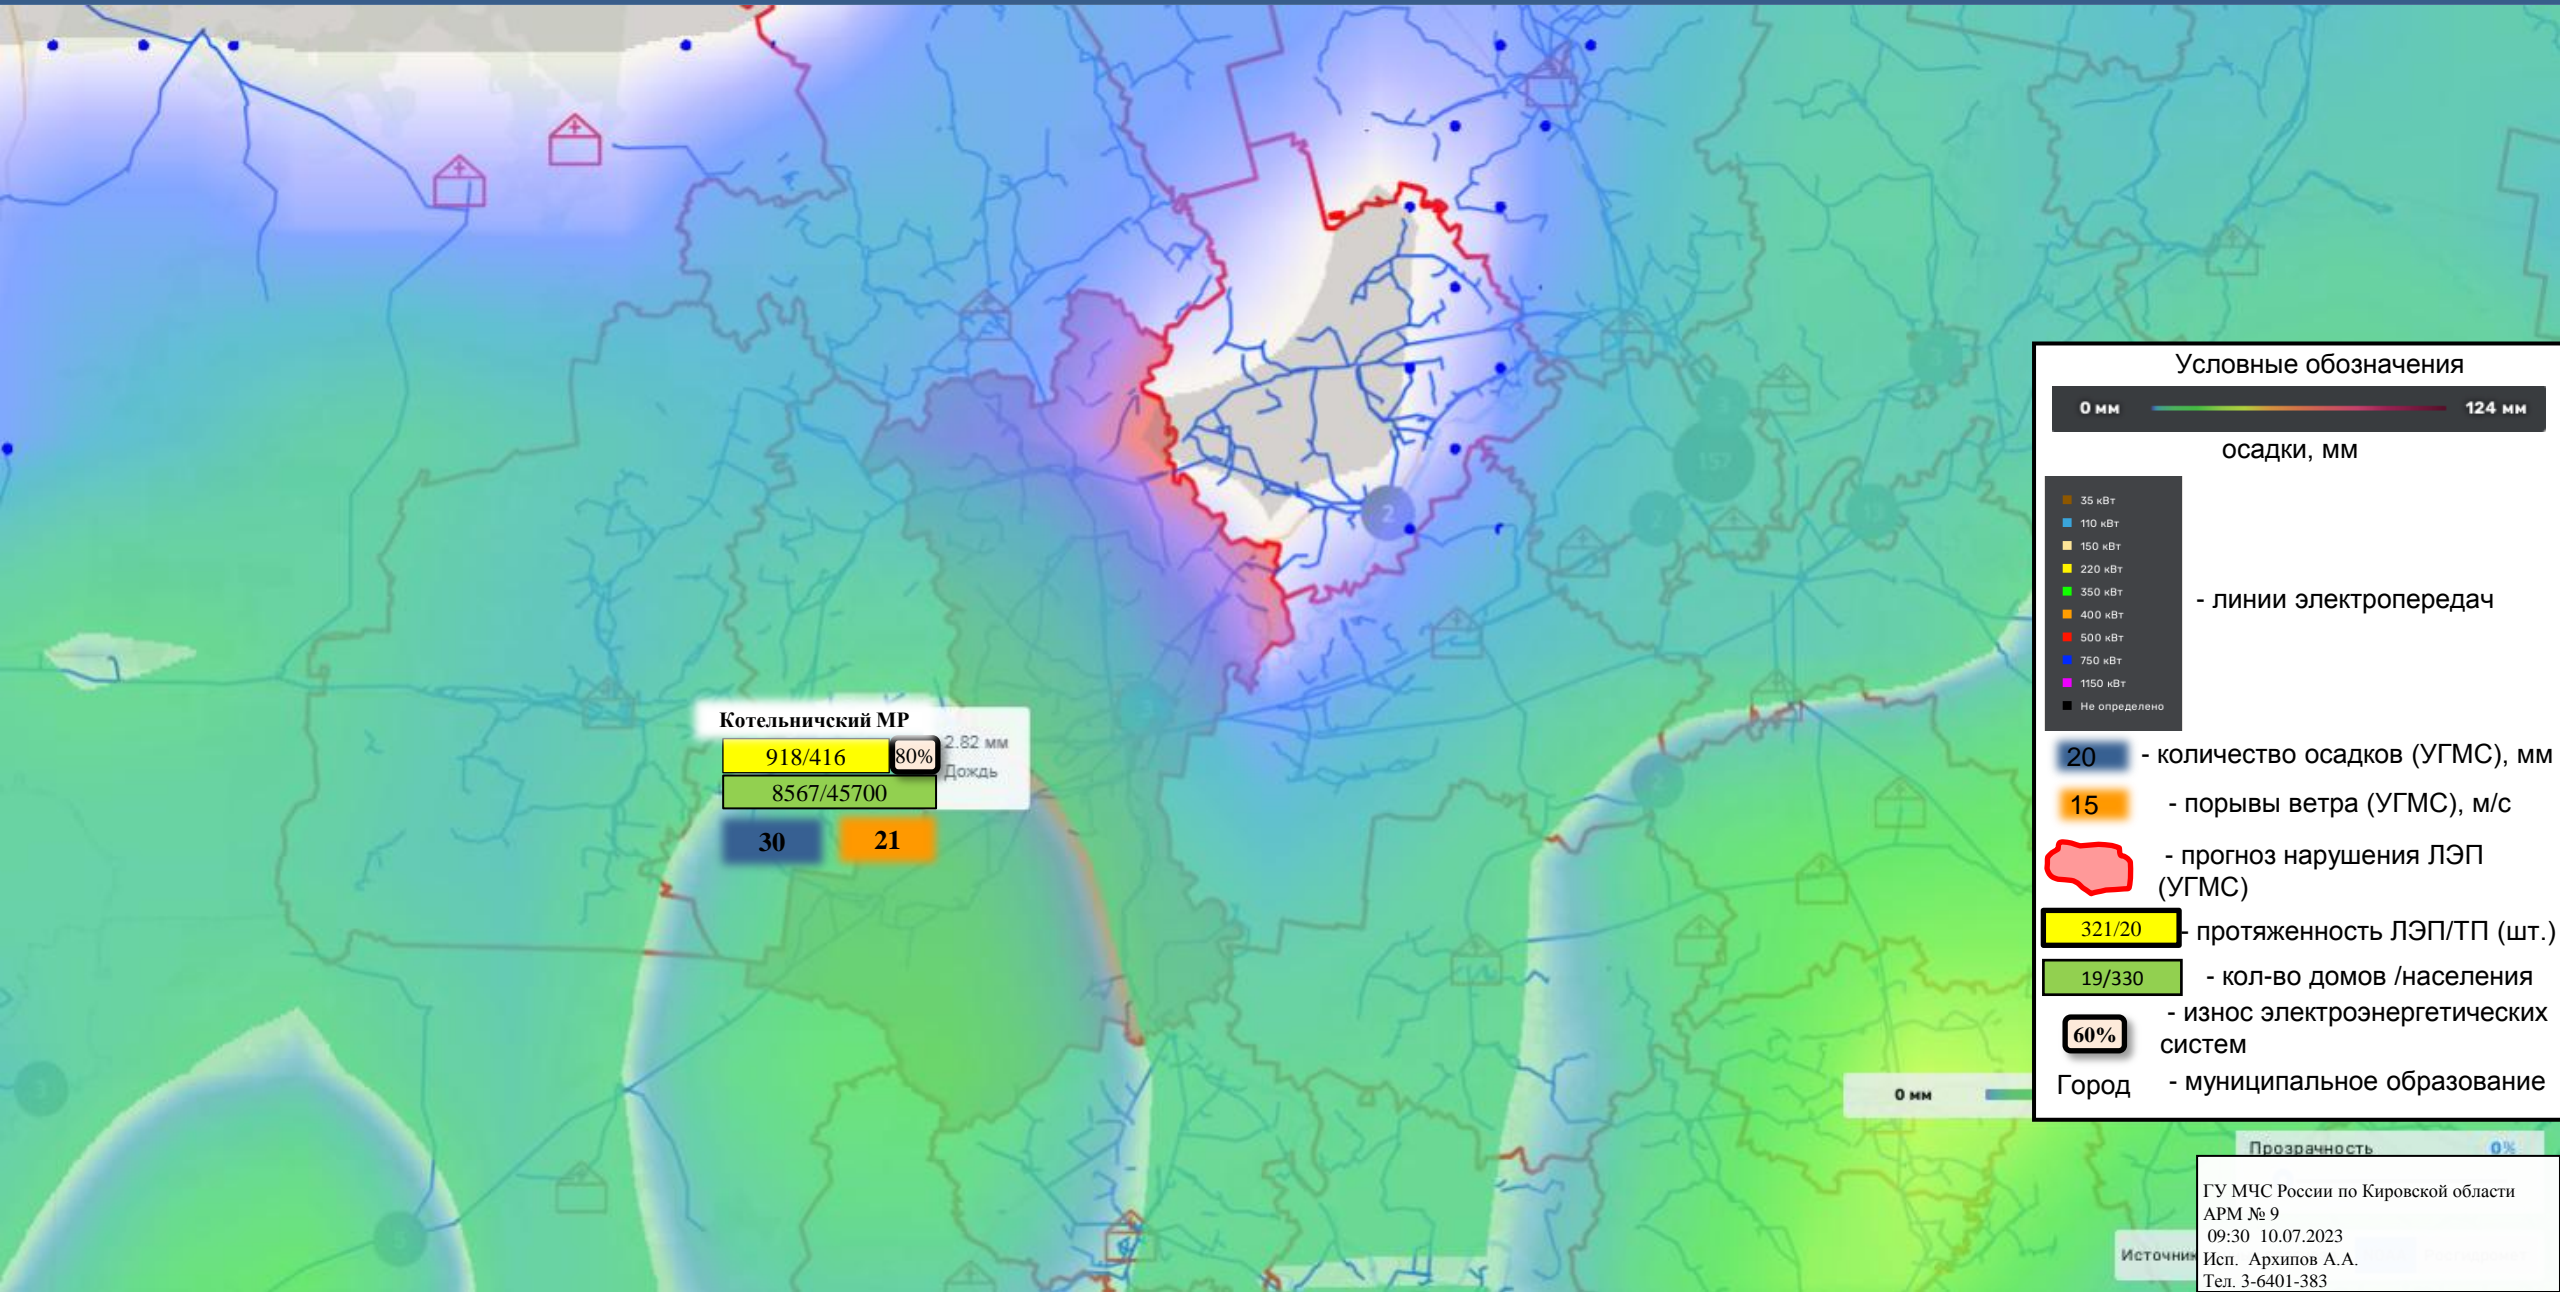 2
157
Котельничский МР
918/416
80%
2.82 мм
Дождь
8567/45700
30
21
Условные обозначения
0 мм
124 мм
осадки, мм
35 кВт
110 кВт
150 кВт
220 кВт
350 кВт
400 кВт
500 кВт
750 кВт
1150 кВт
Не определено
- линии электропередач
20
- количество осадков (УГМС), мм
15
- порывы ветра (УГМС), м/с
- прогноз нарушения ЛЭП
(УГМС)
321/20
- протяженность ЛЭП/ТП (шт.)
19/330
- кол-во домов /населения
- износ электроэнергетических
60%
систем
Город
- муниципальное образование
0 мм
Прозрачность
0%
ГУ МЧС России по Кировской области
АРМ № 9
09:30 10.07.2023
Исп. Архипов А.А.
Тел. 3-6401-383